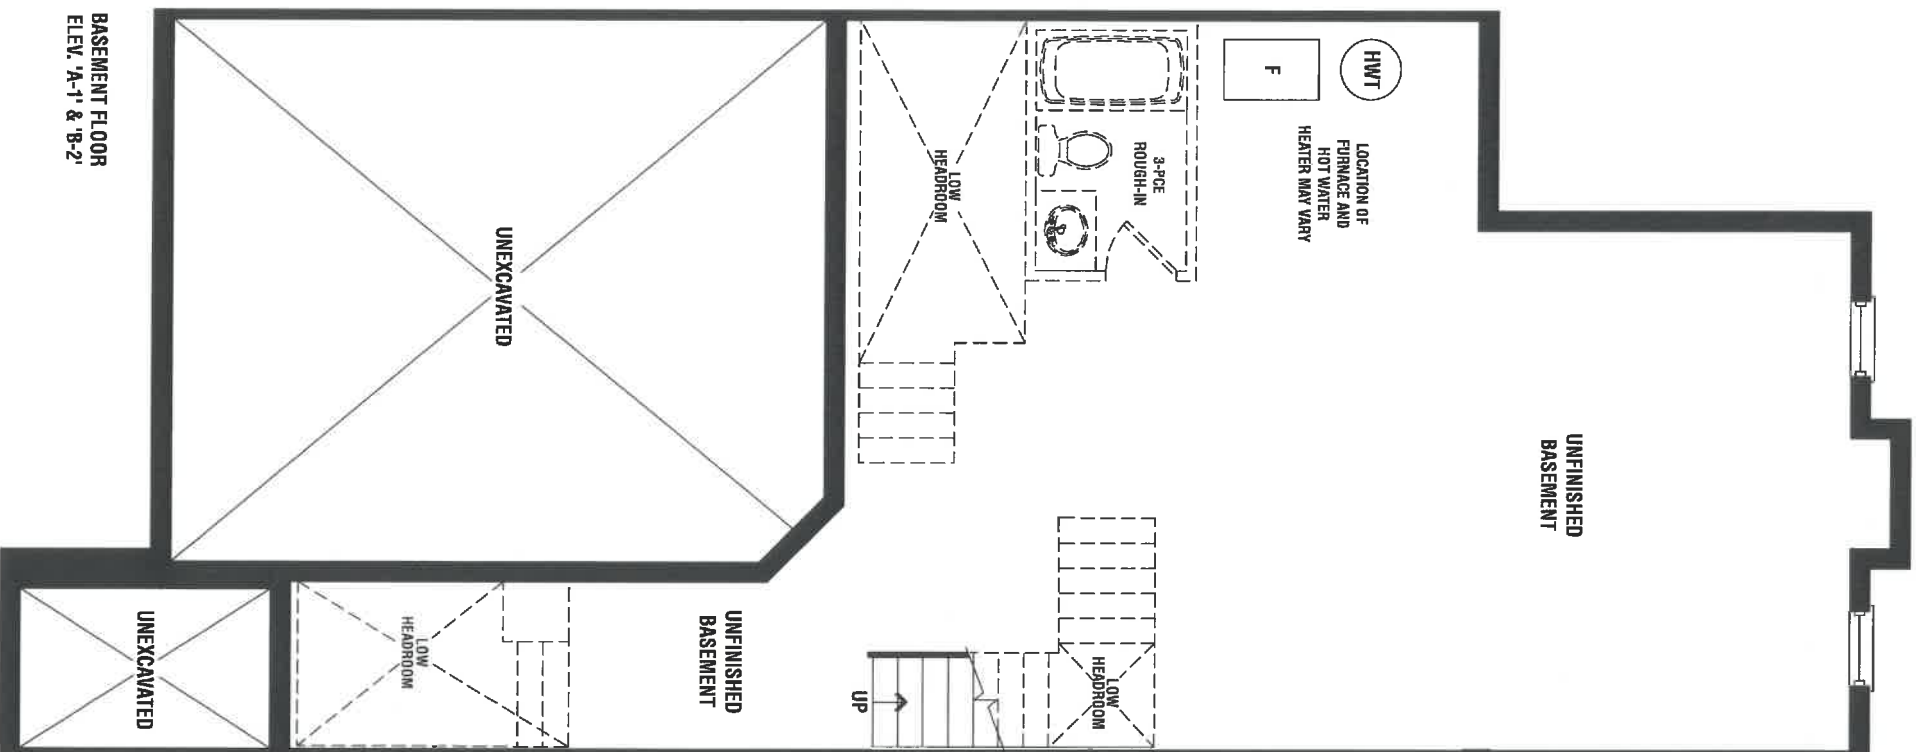 HWT
F
LOCATION OF
FURNACE AND
HOT WATER
HEATER MAY VARY
3-PCE
ROUGH-IN
LOW
HEADROOM
UNEXCAVATED
BASEMENT FLOOR
ELEV. 'A-1' & 'B-2'
UNFINISHED
BASEMENT
LOW
HEADROOM
UP
UNFINISHED
BASEMENT
LOW
HEADROOM
UNEXCAVATED